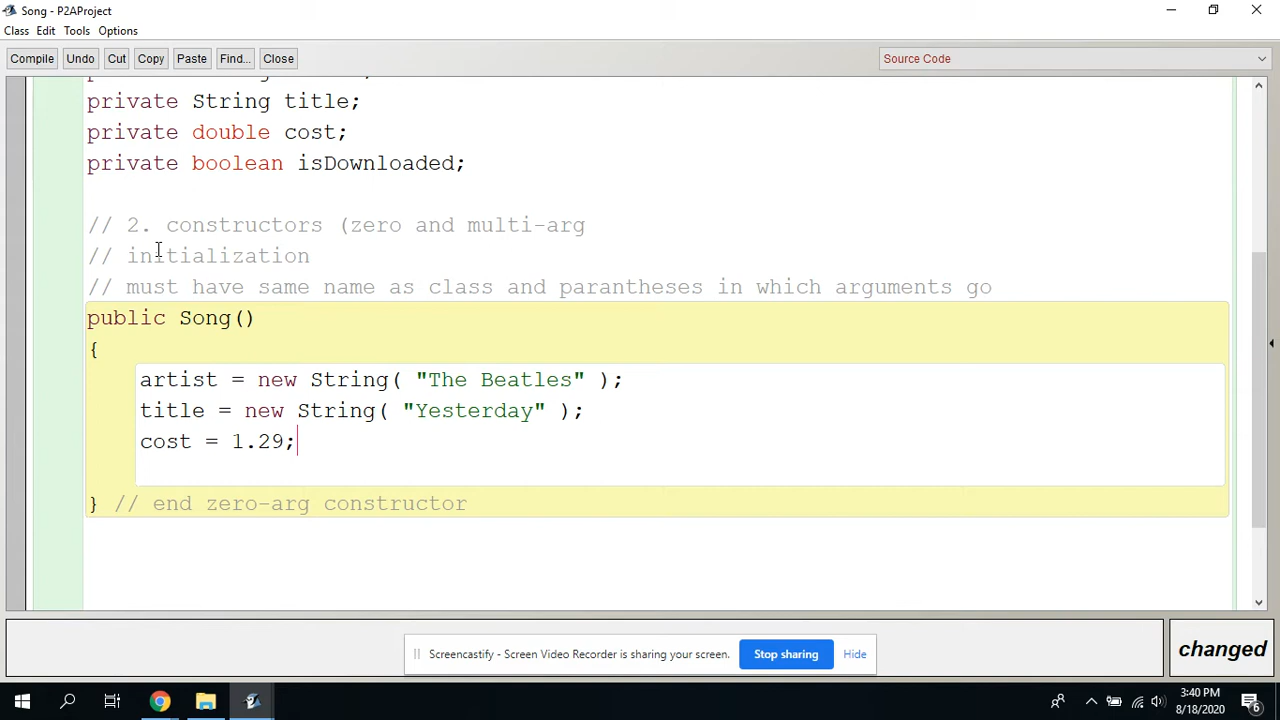 Song - P2AProject
Class Edit Tools Options
Compile Undo Cut Copy Paste Find... Close Source Code
private String title;
private double cost;
private boolean isDownloaded;
// 2. constructors (zero and multi-arg
// initialization
// must have same name as class and parantheses in which arguments go
public Song()
{
artist = new String( "The Beatles" );
title = new String( "Yesterday" );
cost = 1.29;
} // end zero-arg constructor
changed
Screencastify - Screen Video Recorder is sharing your screen. Stop sharing Hide
3:40 PM
8/18/2020
6